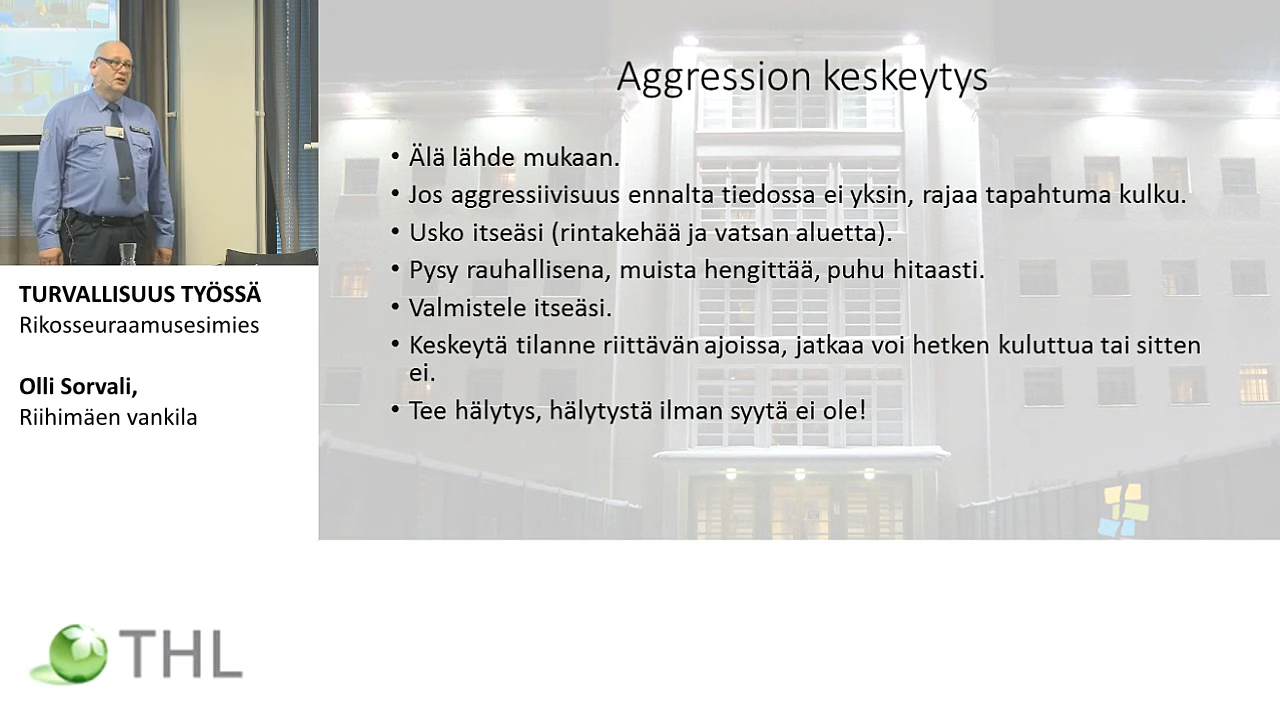 Aggression keskeytys
• Älä lähde mukaan.
• Jos aggressiivisuus ennalta tiedossa ei yksin, rajaa tapahtuma kulku.
• Usko itseäsi (rintakehää ja vatsan aluetta).
• Pysy rauhallisena, muista hengittää, puhu hitaasti.
• Valmistele itseäsi.
• Keskeytä tilanne riittävän ajoissa, jatkaa voi hetken kuluttua tai sitten
ei.
• Tee hälytys, hälytystä ilman syytä ei ole!
TURVALLISUUS TYÖSSÄ
Rikosseuraamusesimies
Olli Sorvali,
Riihimäen vankila
THL